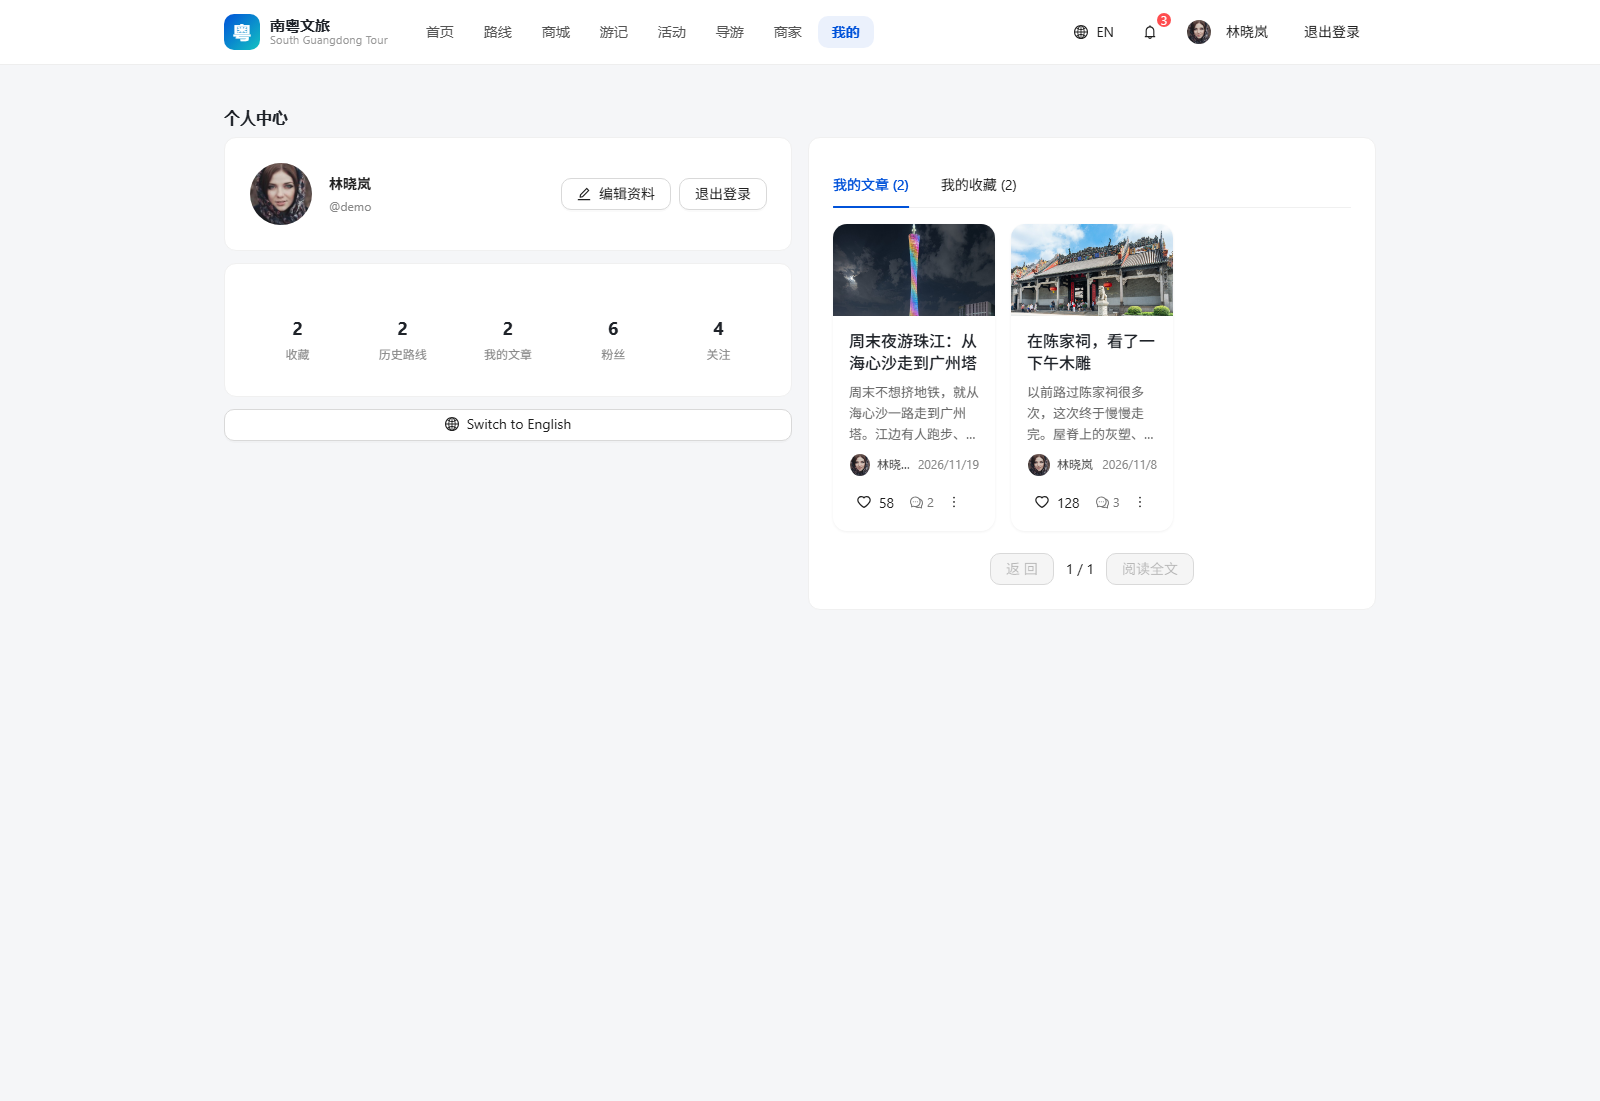 粤
南粤文旅
South Guangdong Tour
首页
路线
商城
游记
活动
导游
商家
我的
EN
3
林晓岚
退出登录
个人中心
林晓岚
@demo
编辑资料
退出登录
2
收藏
2
历史路线
2
我的文章
6
粉丝
4
关注
Switch to English
我的文章 (2)
我的收藏 (2)
周末夜游珠江：从
海心沙走到广州塔
周末不想挤地铁，就从
海心沙一路走到广州
塔。江边有人跑步、...
林晓... 2026/11/19
58
2
在陈家祠，看了一
下午木雕
以前路过陈家祠很多
次，这次终于慢慢走
完。屋脊上的灰塑、...
林晓岚 2026/11/8
128
3
返 回
1 / 1
阅读全文